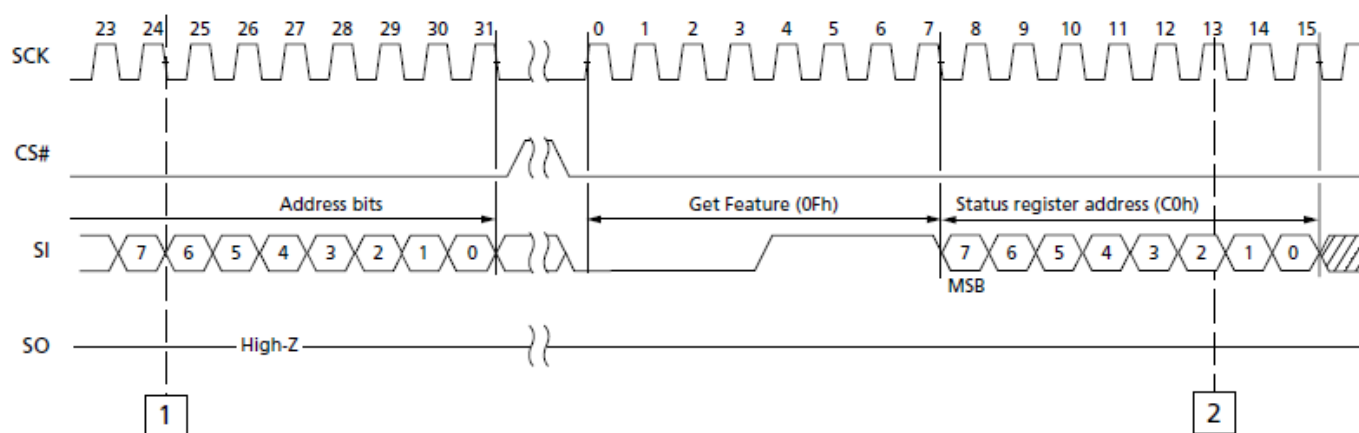 23 24 25 26 27 28 29 30 31 0 1 2 3 4 5 6 7 8 9 10 11 12 13 14 15
SCK
CS#
Address bits Get Feature (0Fh) Status register address (C0h)
SI 7 6 5 4 3 2 1 0 7 6 5 4 3 2 1 0
MSB
SO High-Z
1 2